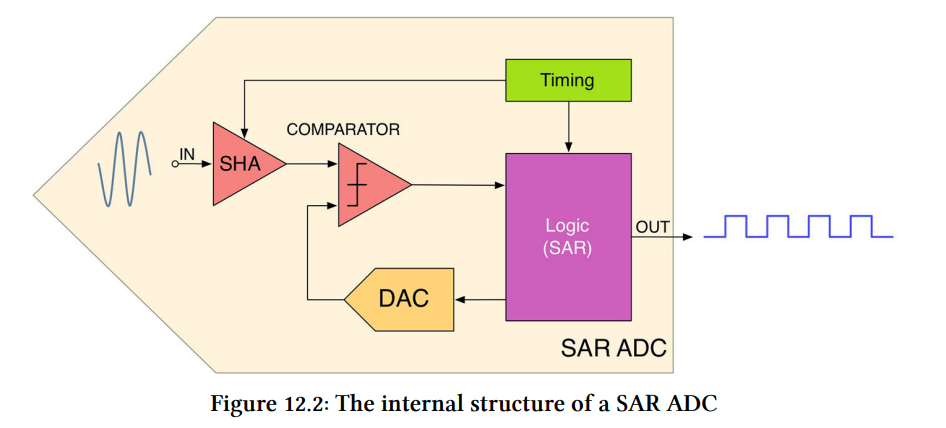 Timing
COMPARATOR
IN
SHA
Logic
(SAR)
OUT
DAC
SAR ADC
Figure 12.2: The internal structure of a SAR ADC